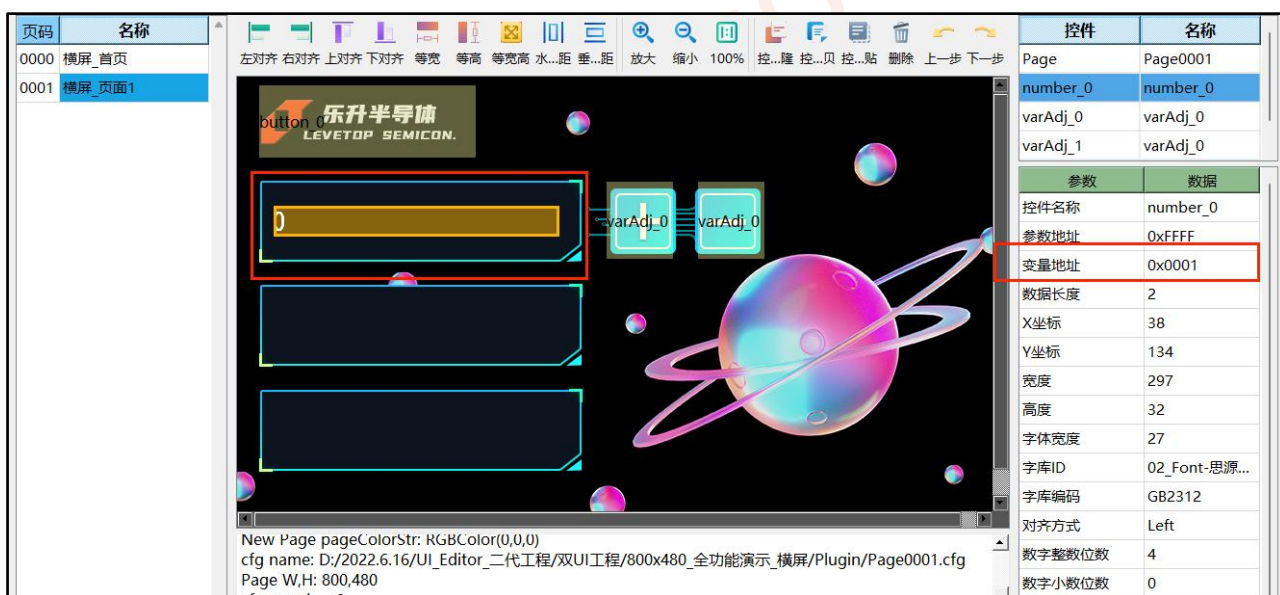 页码 名称
0000 横屏_首页
0001 横屏_页面1
左对齐 右对齐 上对齐 下对齐 等宽 等高 等宽高 水...距 垂...距 放大 缩小 100% 控...隆 控...贝 控...贴 删除 上一步 下一步
乐升半导体
button_0
LEVETOP SEMICON.
0
varAdj_0 varAdj_0
New Page pageColorStr: RGBColor(0,0,0)
cfg name: D:/2022.6.16/UI_Editor_二代工程/双UI工程/800x480_全功能演示_横屏/Plugin/Page0001.cfg
Page W,H: 800,480
控件 名称
Page Page0001
number_0 number_0
varAdj_0 varAdj_0
varAdj_1 varAdj_0
参数 数据
控件名称 number_0
参数地址 0xFFFF
变量地址 0x0001
数据长度 2
X坐标 38
Y坐标 134
宽度 297
高度 32
字体宽度 27
字库ID 02_Font-思源...
字库编码 GB2312
对齐方式 Left
数字整数位数 4
数字小数位数 0